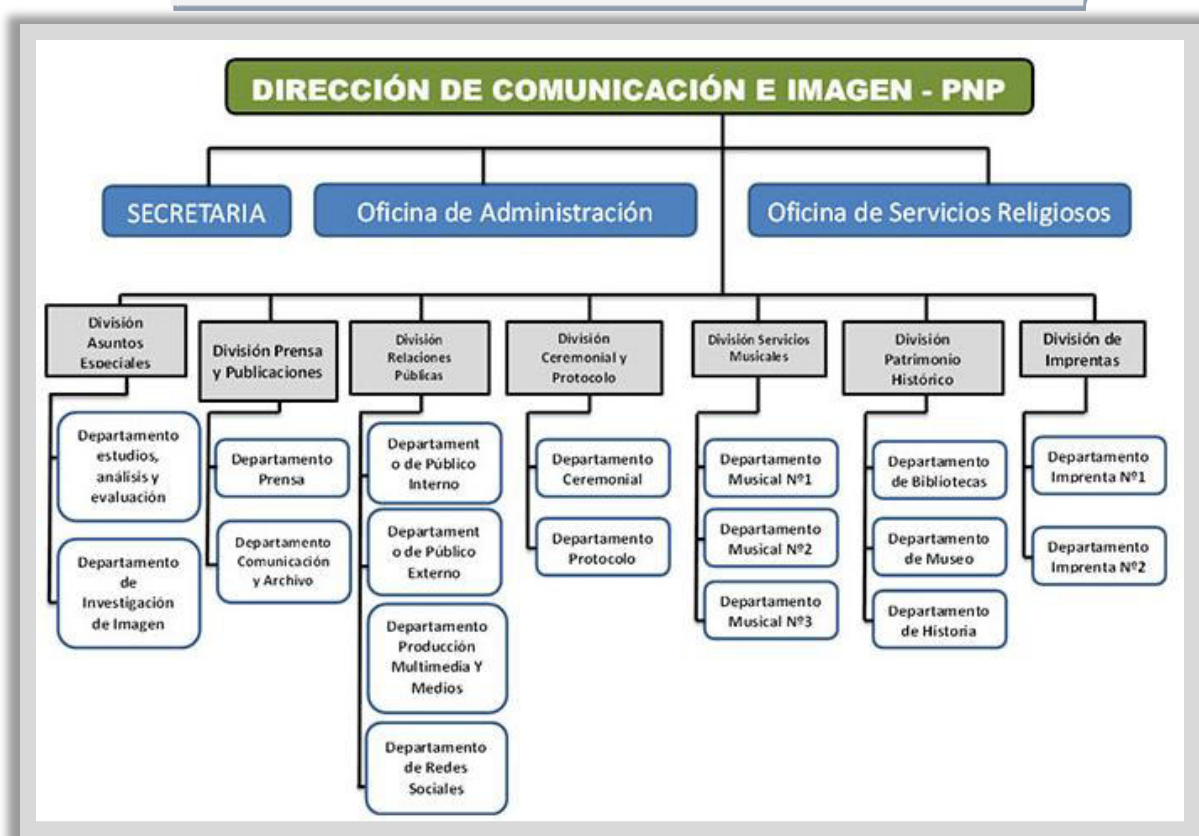 DIRECCIÓN DE COMUNICACIÓN E IMAGEN - PNP
SECRETARIA
Oficina de Administración
Oficina de Servicios Religiosos
División
Asuntos
Especiales
Departamento
estudios,
análisis y
evaluación
Departamento
de
Investigación
de Imagen
División Prensa
y Publicaciones
Departamento
Prensa
Departamento
Comunicación
y Archivo
División
Relaciones
Públicas
Departament
o de Público
Interno
Departament
o de Público
Externo
Departamento
Producción
Multimedia Y
Medios
Departamento
de Redes
Sociales
División
Ceremonial y
Protocolo
Departamento
Ceremonial
Departamento
Protocolo
División Servicios
Musicales
Departamento
Musical Nº1
Departamento
Musical Nº2
Departamento
Musical Nº3
División
Patrimonio
Histórico
Departamento
de Bibliotecas
Departamento
de Museo
Departamento
de Historia
División de
Imprentas
Departamento
Imprenta Nº1
Departamento
Imprenta Nº2